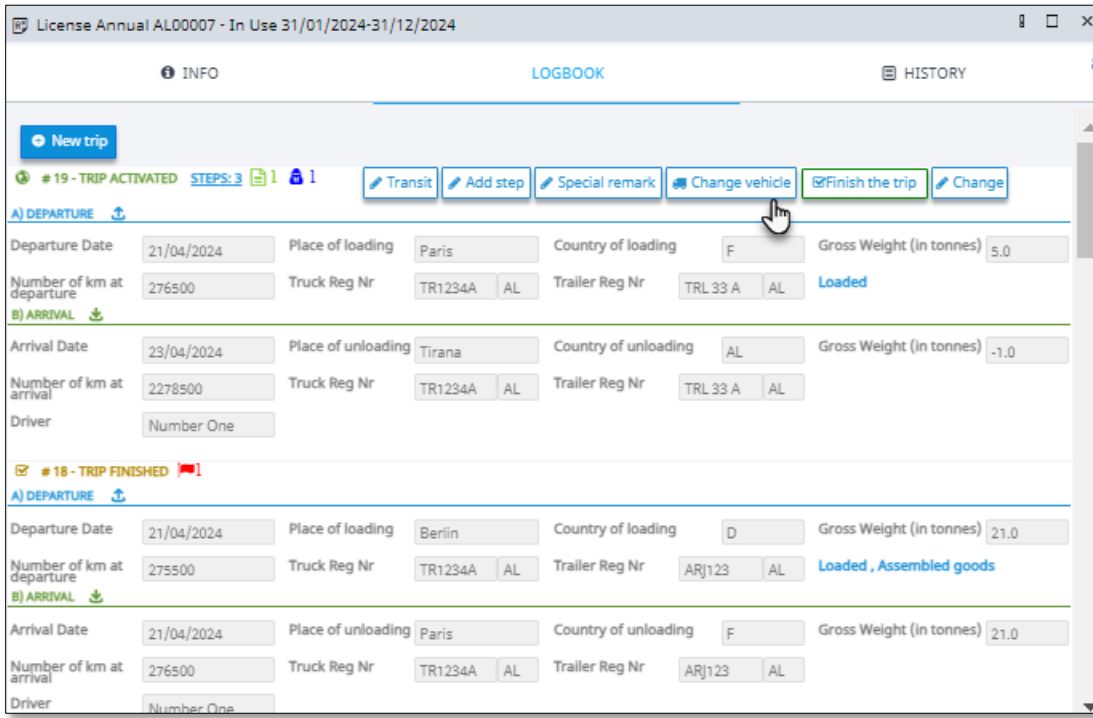 License Annual AL00007 - In Use 31/01/2024-31/12/2024
INFO LOGBOOK HISTORY
New trip
# 19 - TRIP ACTIVATED STEPS: 3 1 1 Transit Add step Special remark Change vehicle Finish the trip Change
A) DEPARTURE
Departure Date 21/04/2024 Place of loading Paris Country of loading F Gross Weight (in tonnes) 5.0
Number of km at departure 276500 Truck Reg Nr TR1234A AL Trailer Reg Nr TRL 33 A AL Loaded
B) ARRIVAL
Arrival Date 23/04/2024 Place of unloading Tirana Country of unloading AL Gross Weight (in tonnes) -1.0
Number of km at arrival 2278500 Truck Reg Nr TR1234A AL Trailer Reg Nr TRL 33 A AL
Driver Number One
# 18 - TRIP FINISHED 1
A) DEPARTURE
Departure Date 21/04/2024 Place of loading Berlin Country of loading D Gross Weight (in tonnes) 21.0
Number of km at departure 275500 Truck Reg Nr TR1234A AL Trailer Reg Nr ARJ123 AL Loaded , Assembled goods
B) ARRIVAL
Arrival Date 21/04/2024 Place of unloading Paris Country of unloading F Gross Weight (in tonnes) 21.0
Number of km at arrival 276500 Truck Reg Nr TR1234A AL Trailer Reg Nr ARJ123 AL
Driver Number One